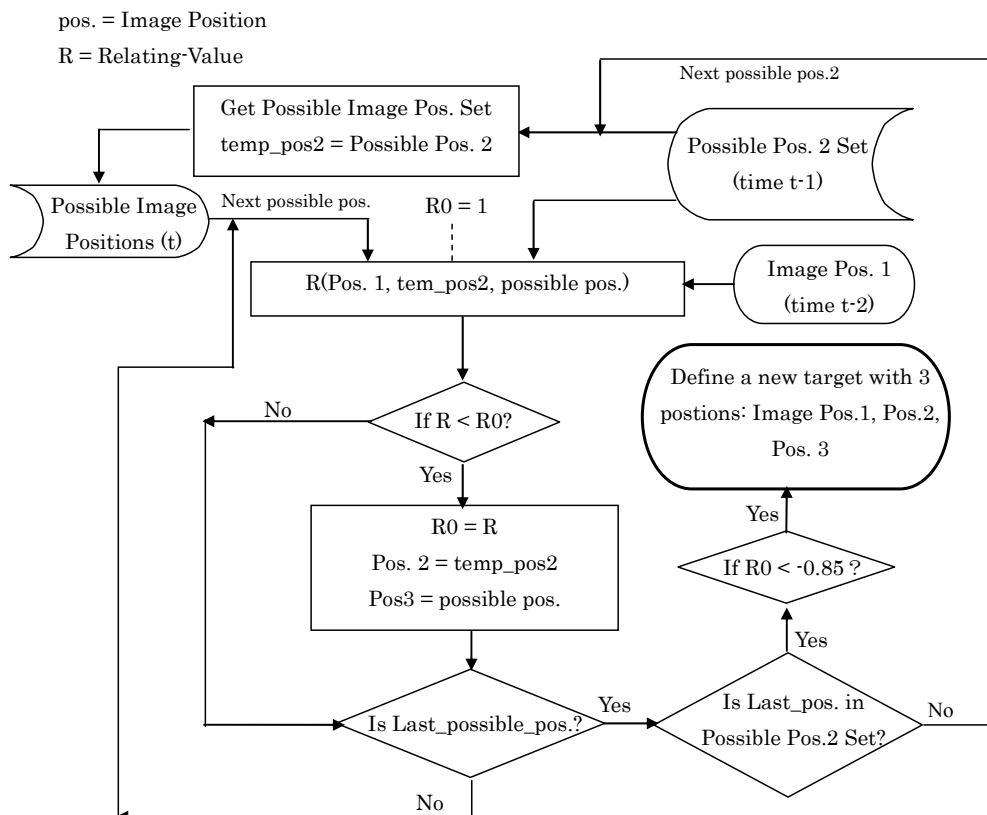 pos. = Image Position
R = Relating-Value
Next possible pos.2
Get Possible Image Pos. Set
temp_pos2 = Possible Pos. 2
Possible Pos. 2 Set
(time t-1)
Possible Image
Positions (t)
Next possible pos.
R0 = 1
R(Pos. 1, tem_pos2, possible pos.)
Image Pos. 1
(time t-2)
Define a new target with 3
postions: Image Pos.1, Pos.2,
Pos. 3
No
If R < R0?
Yes
Yes
R0 = R
Pos. 2 = temp_pos2
Pos3 = possible pos.
If R0 < -0.85 ?
Yes
Is Last_possible_pos.?
Yes
Is Last_pos. in
Possible Pos.2 Set?
No
No